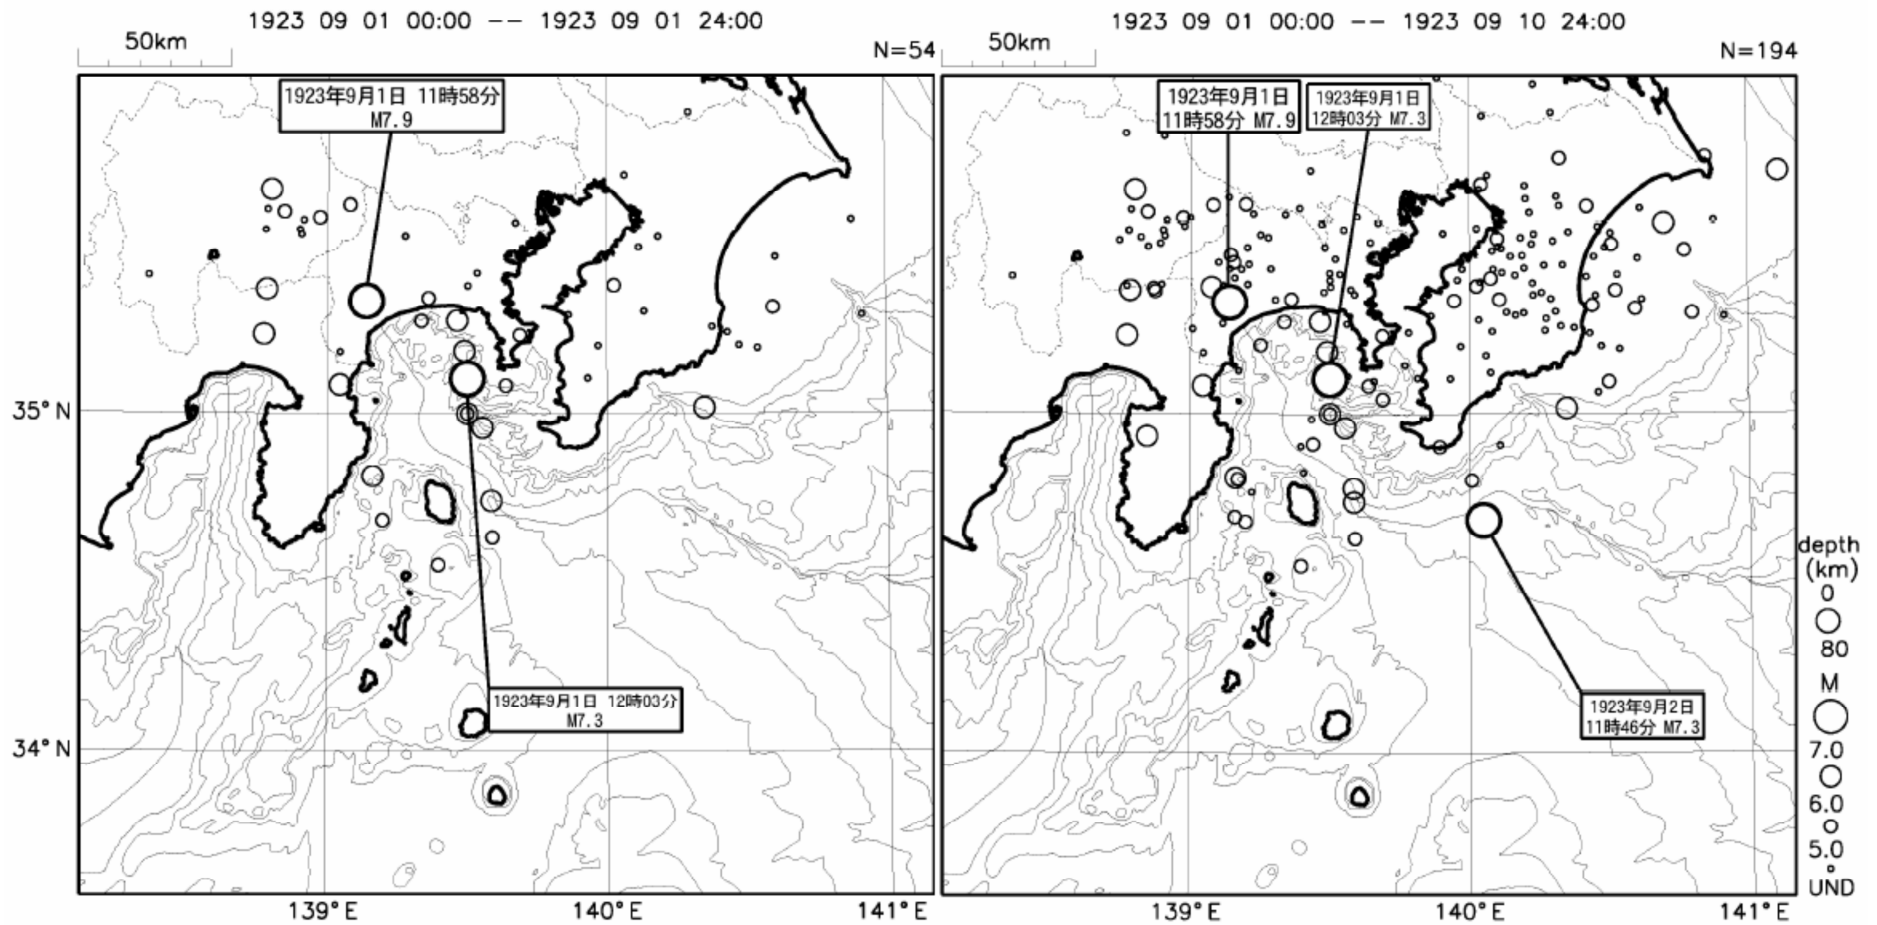 1923 09 01 00:00 -- 1923 09 01 24:00
50km
N=54
1923年9月1日 11時58分
M7.9
1923年9月1日 12時03分
M7.3
35°N
34°N
139°E
140°E
141°E
1923 09 01 00:00 -- 1923 09 10 24:00
50km
N=194
1923年9月1日
11時58分 M7.9
1923年9月1日
12時03分 M7.3
1923年9月2日
11時46分 M7.3
139°E
140°E
141°E
depth
(km)
0
80
M
7.0
6.0
5.0
UND